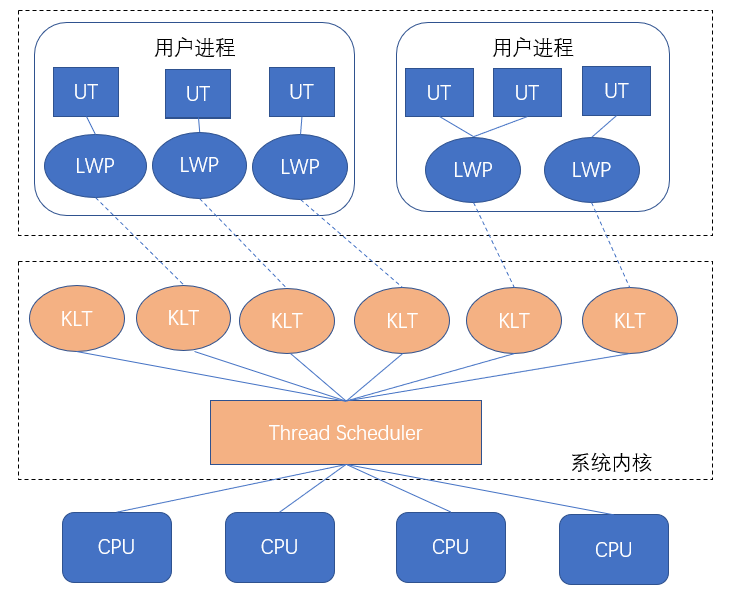 用户进程
用户进程
UT
UT
UT
UT
UT
UT
LWP
LWP
LWP
LWP
LWP
KLT
KLT
KLT
KLT
KLT
KLT
Thread Scheduler
系统内核
CPU
CPU
CPU
CPU